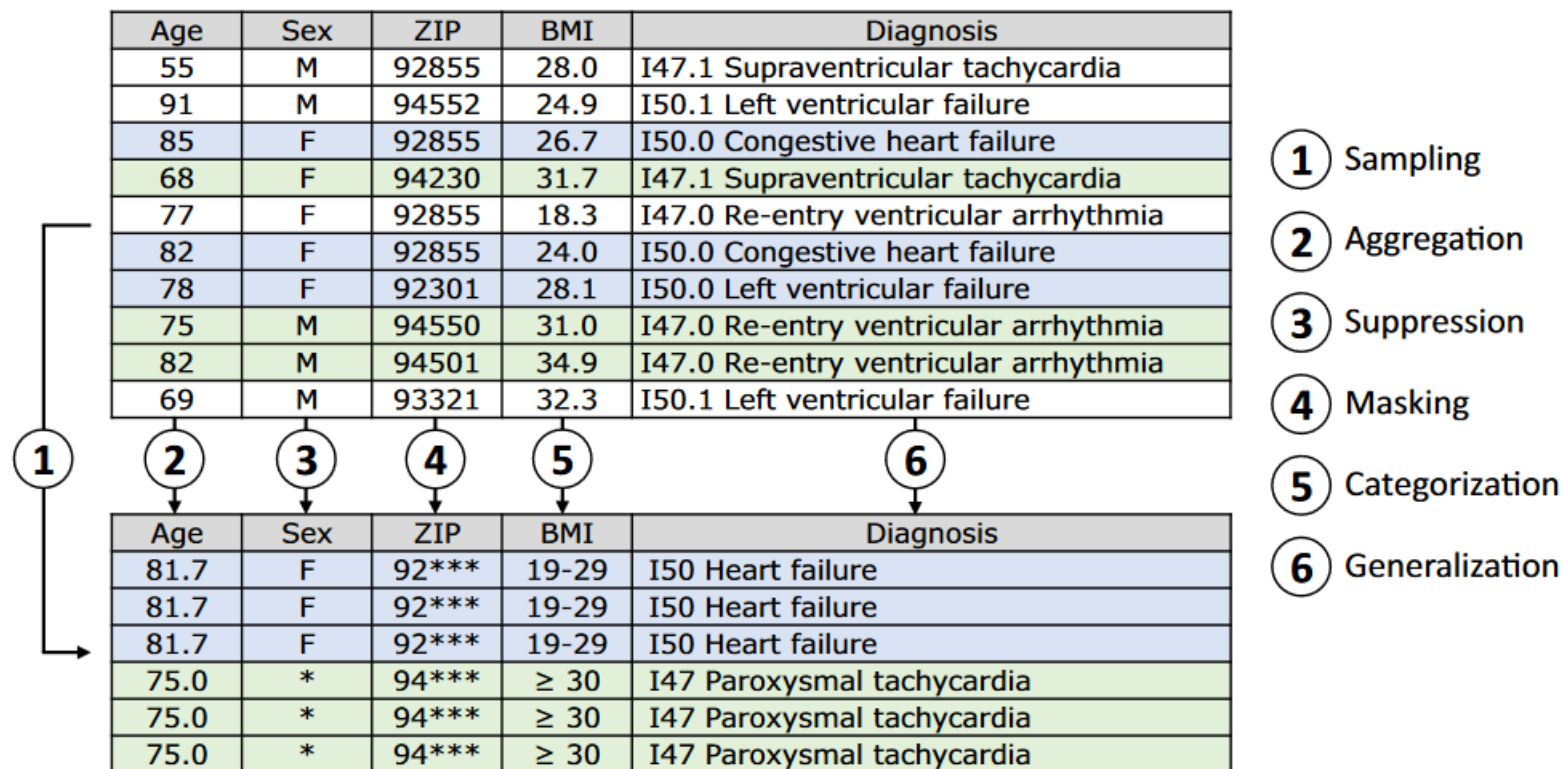 Age Sex ZIP BMI Diagnosis
55 M 92855 28.0 I47.1 Supraventricular tachycardia
91 M 94552 24.9 I50.1 Left ventricular failure
85 F 92855 26.7 I50.0 Congestive heart failure
68 F 94230 31.7 I47.1 Supraventricular tachycardia
77 F 92855 18.3 I47.0 Re-entry ventricular arrhythmia
82 F 92855 24.0 I50.0 Congestive heart failure
78 F 92301 28.1 I50.0 Left ventricular failure
75 M 94550 31.0 I47.0 Re-entry ventricular arrhythmia
82 M 94501 34.9 I47.0 Re-entry ventricular arrhythmia
69 M 93321 32.3 I50.1 Left ventricular failure
1 2 3 4 5 6
Age Sex ZIP BMI Diagnosis
81.7 F 92*** 19-29 I50 Heart failure
81.7 F 92*** 19-29 I50 Heart failure
81.7 F 92*** 19-29 I50 Heart failure
75.0 * 94*** ≥ 30 I47 Paroxysmal tachycardia
75.0 * 94*** ≥ 30 I47 Paroxysmal tachycardia
75.0 * 94*** ≥ 30 I47 Paroxysmal tachycardia
1 Sampling
2 Aggregation
3 Suppression
4 Masking
5 Categorization
6 Generalization